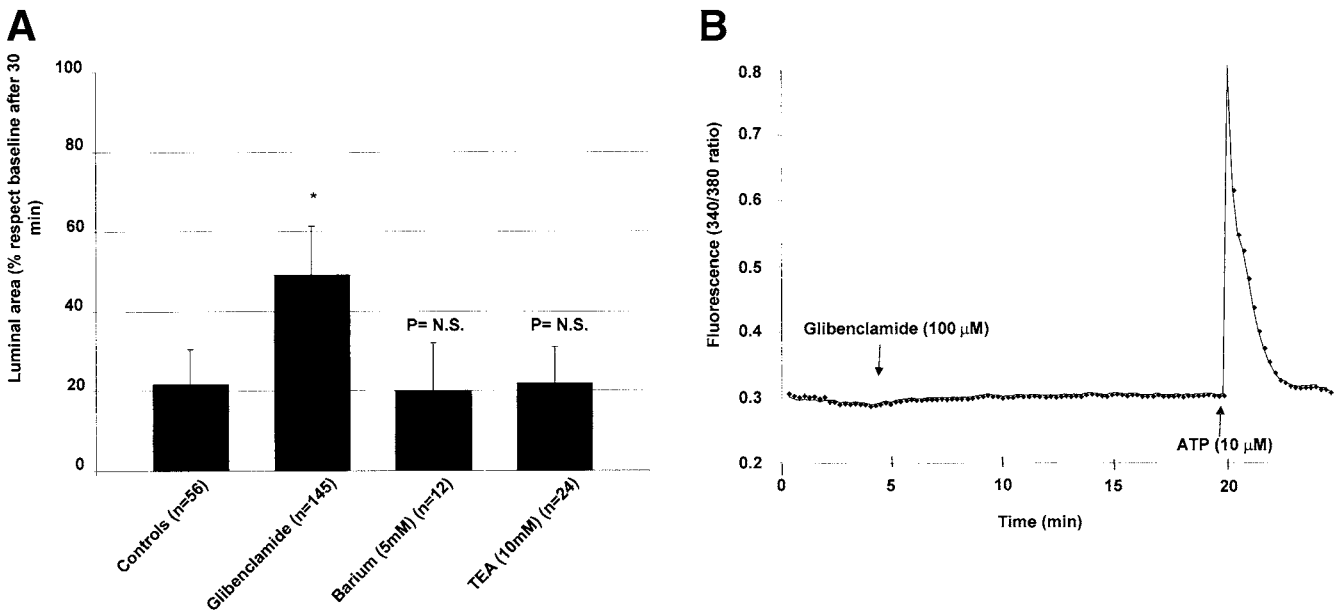 A
Luminal area (% respect baseline after 30
min)
100
80
60
40
20
0
*
P= N.S.
P= N.S.
Controls (n=56)
Glibenclamide (n=145)
Barium (5mM) (n=12)
TEA (10mM) (n=24)
B
Fluorescence (340/380 ratio)
0.8
0.7
0.6
0.5
0.4
0.3
0.2
Glibenclamide (100 μM)
ATP (10 μM)
0
5
10
15
20
Time (min)